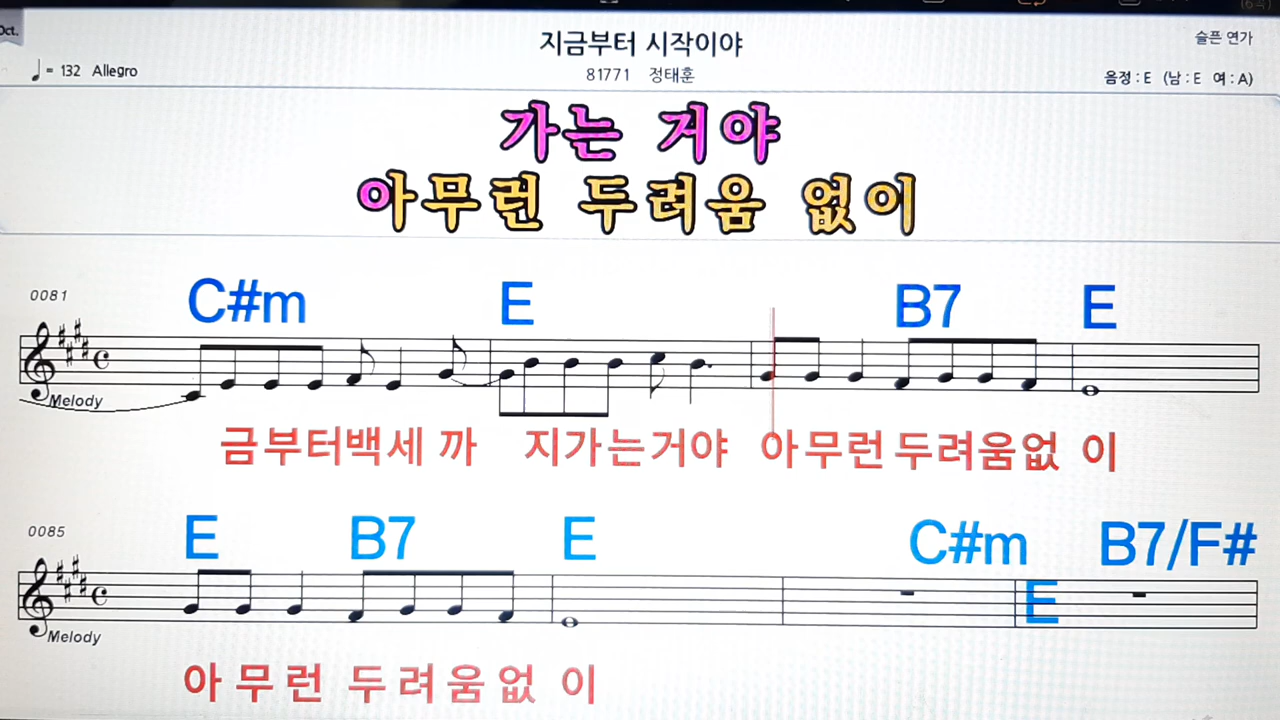 Oct.
지금부터 시작이야
슬픈 연가
♩= 132 Allegro
81771 정태훈
음정 : E (남 : E 여 : A)
가는 거야
아무런 두려움 없이
0081
C#m E B7 E
Melody
금부터백세 까 지가는거야 아무런두려움없 이
0085
E B7 E C#m B7/F#
E
Melody
아 무 런 두 려 움 없 이